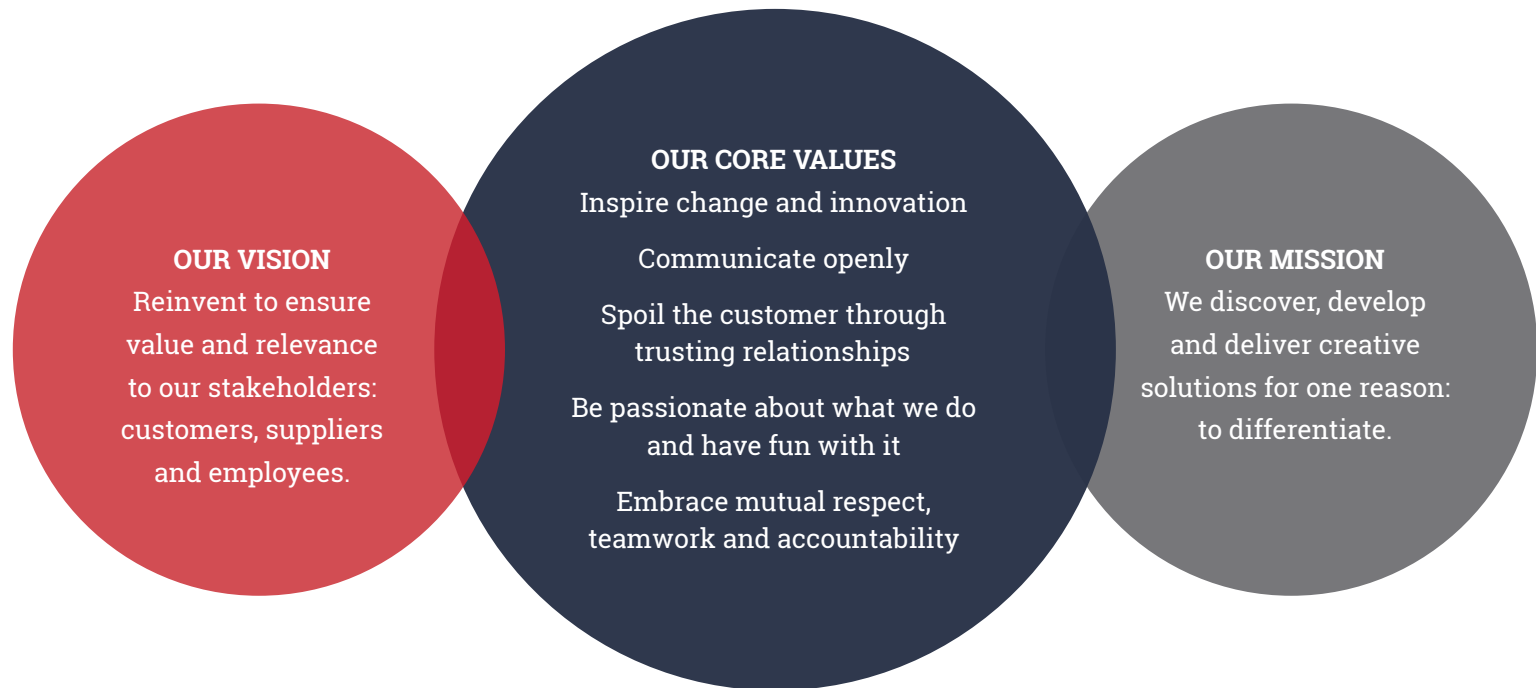 OUR VISION
Reinvent to ensure
value and relevance
to our stakeholders:
customers, suppliers
and employees.
OUR CORE VALUES
Inspire change and innovation
Communicate openly
Spoil the customer through
trusting relationships
Be passionate about what we do
and have fun with it
Embrace mutual respect,
teamwork and accountability
OUR MISSION
We discover, develop
and deliver creative
solutions for one reason:
to differentiate.